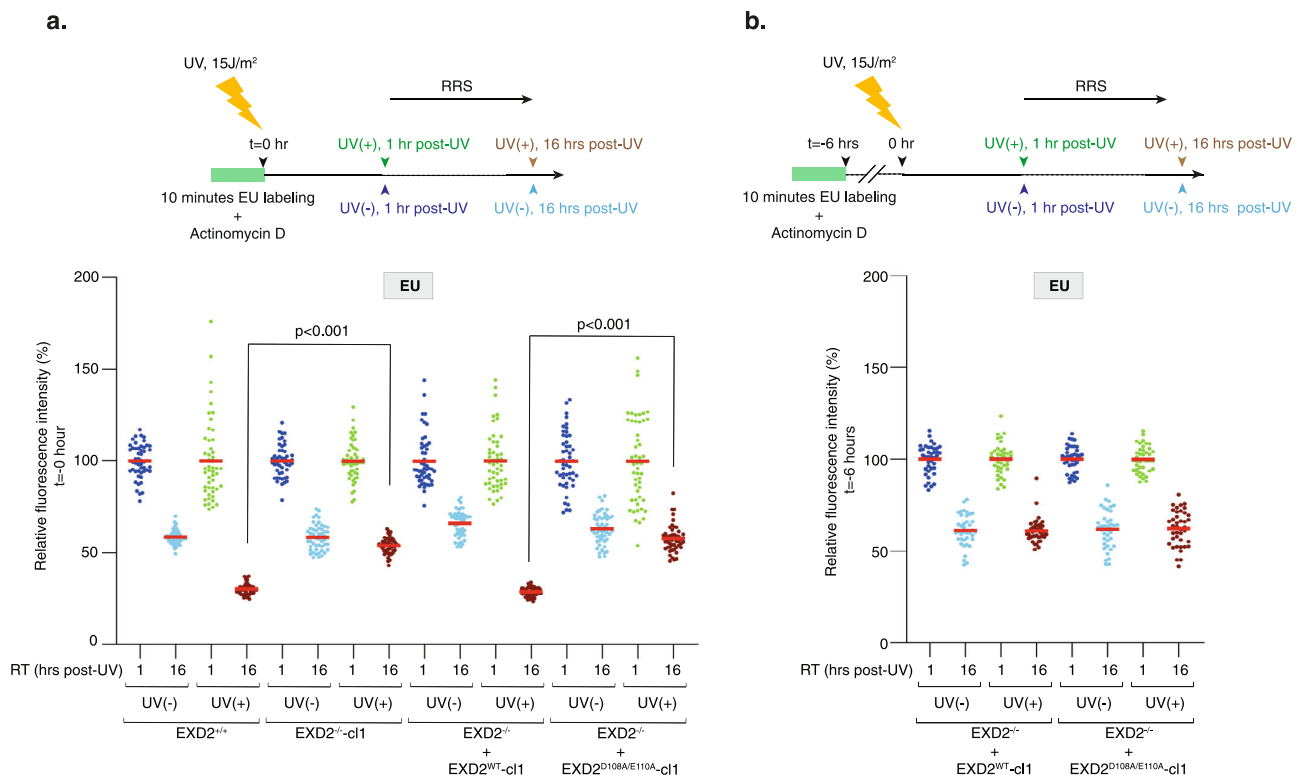 a.
UV, 15J/m²
RRS
t=0 hr
UV(+), 1 hr post-UV
UV(+), 16 hrs post-UV
10 minutes EU labeling
+
Actinomycin D
UV(-), 1 hr post-UV
UV(-), 16 hrs post-UV
EU
Relative fluorescence intensity (%)
t=-0 hour
200
150
100
50
0
p<0.001
p<0.001
RT (hrs post-UV) 1 16 1 16 1 16 1 16 1 16 1 16 1 16 1 16
UV(-) UV(+) UV(-) UV(+) UV(-) UV(+) UV(-) UV(+)
EXD2+/+ EXD2-/--cl1 EXD2-/- EXD2-/-
+ +
EXD2WT-cl1 EXD2D108A/E110A-cl1
b.
UV, 15J/m²
RRS
t=-6 hrs
0 hr
UV(+), 1 hr post-UV
UV(+), 16 hrs post-UV
10 minutes EU labeling
+
Actinomycin D
UV(-), 1 hr post-UV
UV(-), 16 hrs post-UV
EU
Relative fluorescence intensity (%)
t=-6 hours
200
150
100
50
0
RT (hrs post-UV) 1 16 1 16 1 16 1 16
UV(-) UV(+) UV(-) UV(+)
EXD2-/- EXD2-/-
+ +
EXD2WT-cl1 EXD2D108A/E110A-cl1